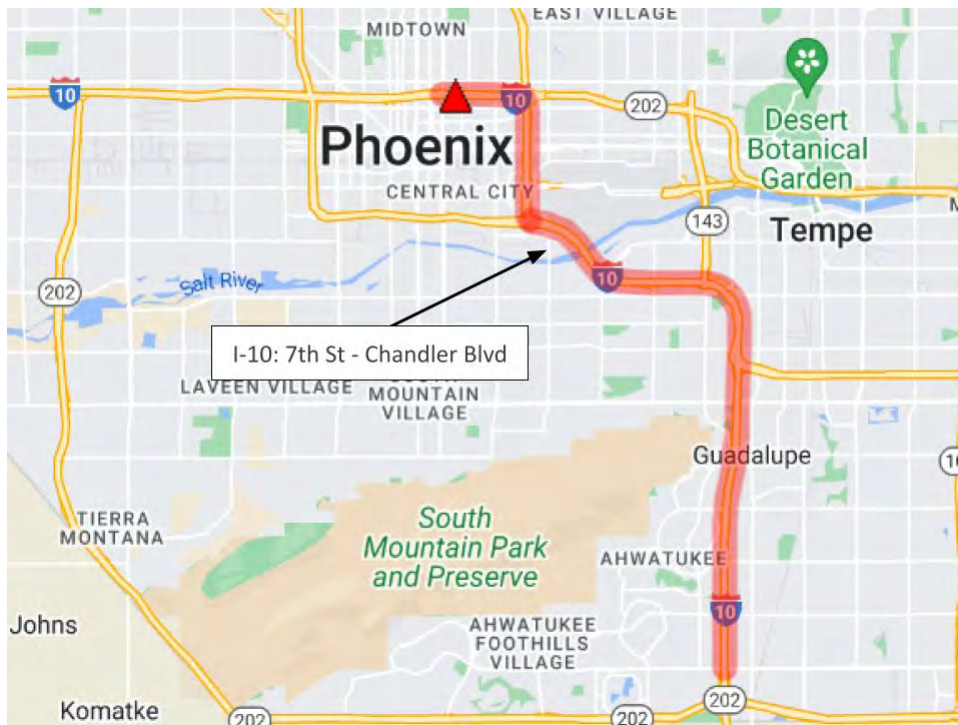 EAST VILLAGE
MIDTOWN
10
10
202
Phoenix
Desert
Botanical
Garden
CENTRAL CITY
M
143
Tempe
10
Salt River
202
I-10: 7th St - Chandler Blvd
LAVEEN VILLAGE
MOUNTAIN
VILLAGE
Guadalupe
10
TIERRA
MONTANA
South
Mountain Park
and Preserve
AHWATUKEE
10
Johns
AHWATUKEE
FOOTHILLS
VILLAGE
202
Komatke
202
202